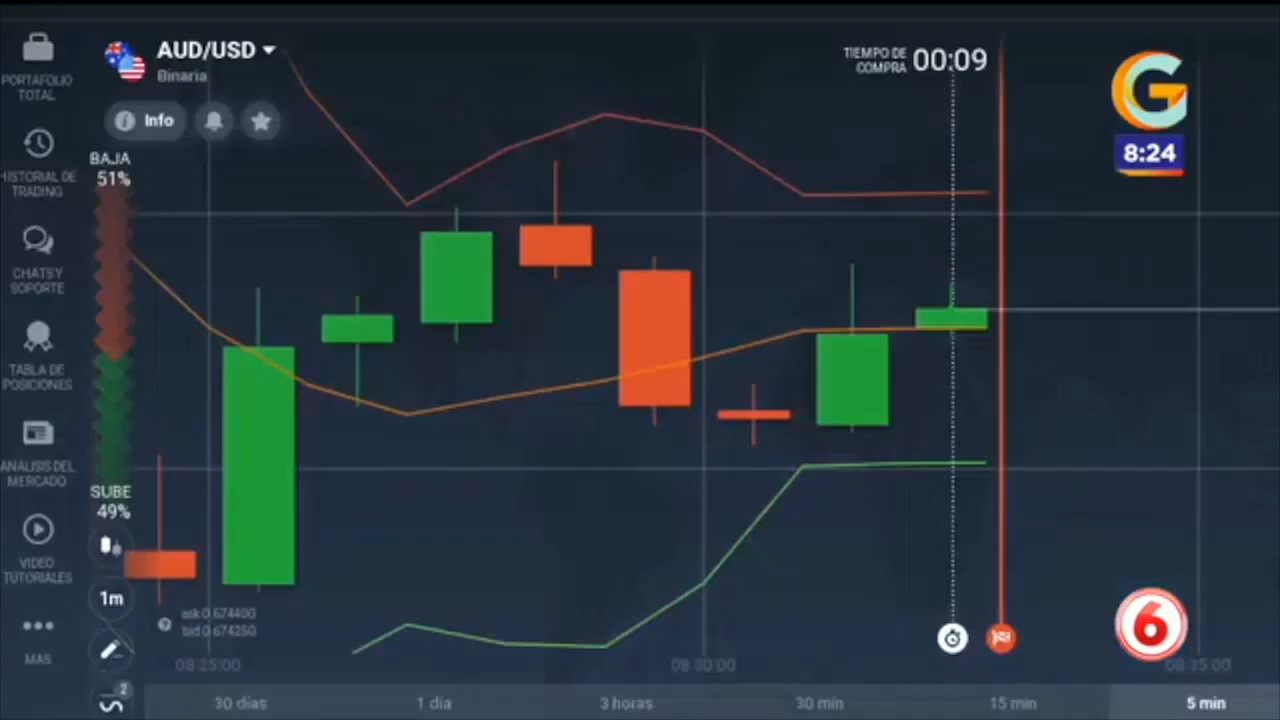 AUD/USD
Binaria
TIEMPO DE
COMPRA
00:09
G
8:24
Info
PORTAFOLIO
TOTAL
BAJA
51%
HISTORIAL DE
TRADING
CHATS Y
SOPORTE
TABLA DE
POSICIONES
ANÁLISIS DEL
MERCADO
SUBE
49%
VIDEO
TUTORIALES
1m
ask 0.674400
bid 0.674250
6
MÁS
2
08:25:00
08:30:00
08:35:00
30 días
1 día
3 horas
30 min
15 min
5 min